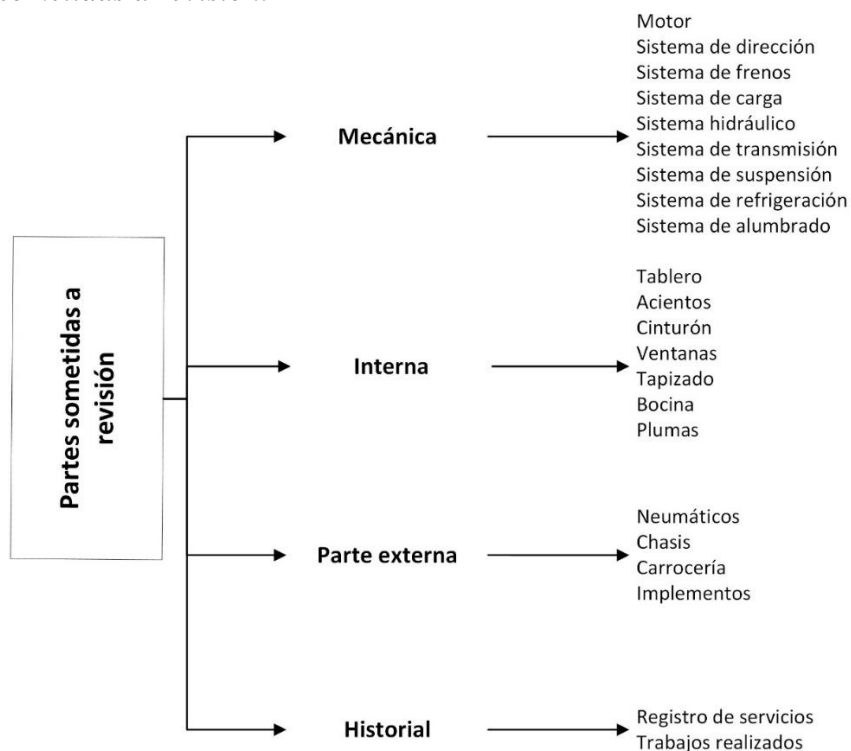 Partes sometidas a
revisión
Mecánica
Motor
Sistema de dirección
Sistema de frenos
Sistema de carga
Sistema hidráulico
Sistema de transmisión
Sistema de suspensión
Sistema de refrigeración
Sistema de alumbrado
Interna
Tablero
Acientos
Cinturón
Ventanas
Tapizado
Bocina
Plumas
Parte externa
Neumáticos
Chasis
Carrocería
Implementos
Historial
Registro de servicios
Trabajos realizados